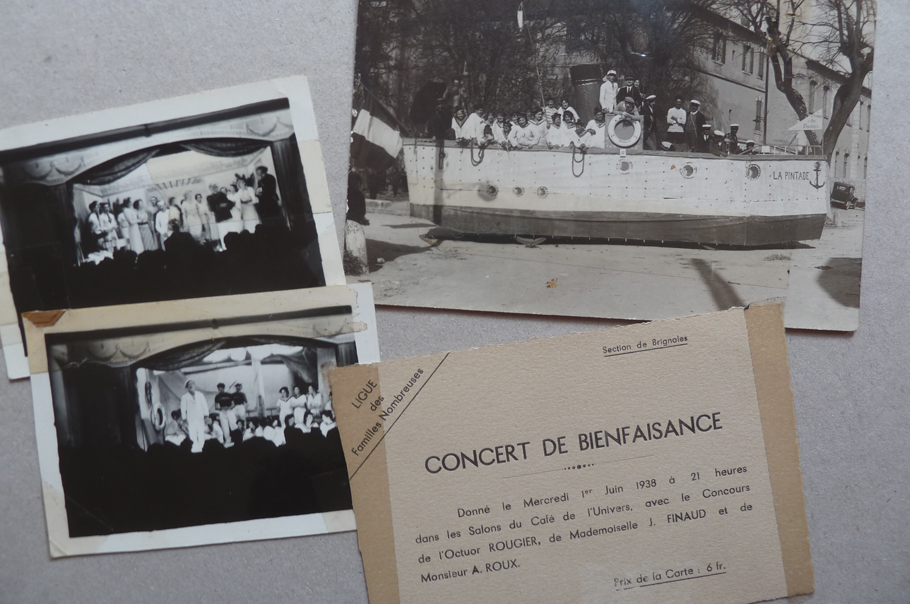 - LA PINTADE
Section de Brignoles
LIGUE
des
Familles Nombreuses
CONCERT DE BIENFAISANCE
Donné le Mercredi 1er Juin 1938 à 21 heures
dans les Salons du Café de l'Univers, avec le Concours
de l'Octuor ROUGIER, de Mademoiselle J. FINAUD et de
Monsieur A. ROUX.
Prix de la Carte : 6 fr.